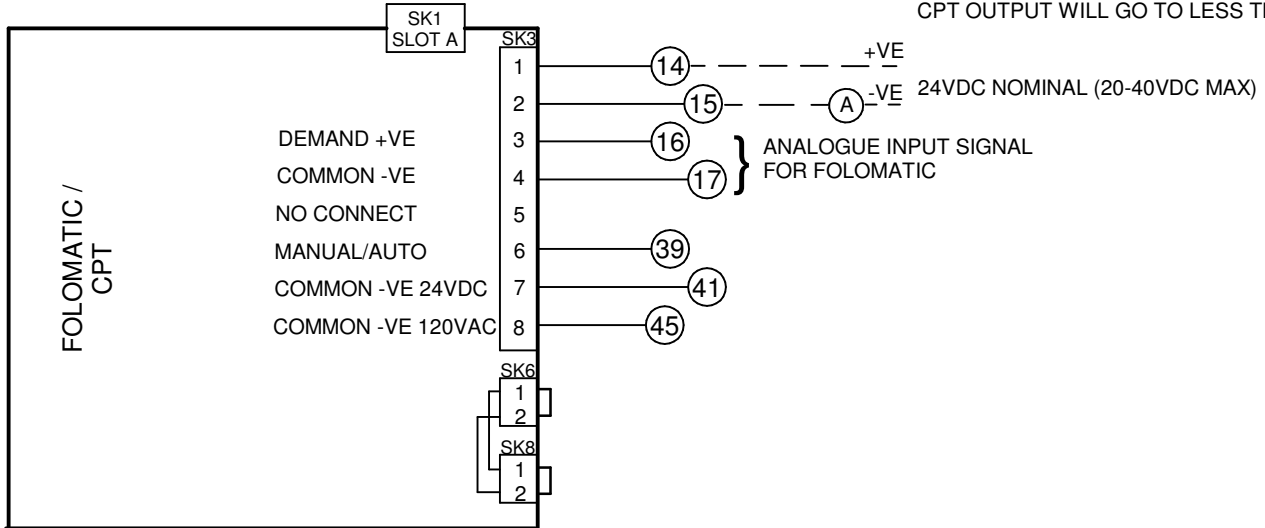 CPT OUTPUT WILL GO TO LESS
SK1
SLOT A
SK3
1 14 +VE
2 15 A -VE 24VDC NOMINAL (20-40VDC MAX)
DEMAND +VE 3 16
COMMON -VE 4 17
} ANALOGUE INPUT SIGNAL
FOR FOLOMATIC
NO CONNECT 5
MANUAL/AUTO 6 39
COMMON -VE 24VDC 7 41
COMMON -VE 120VAC 8 45
FOLOMATIC /
CPT
SK6
1
2
SK8
1
2